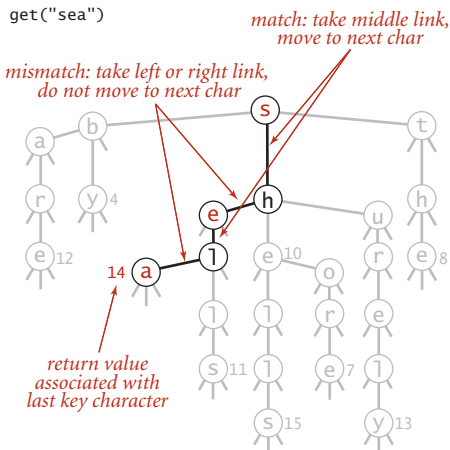 get("sea")
match: take middle link,
move to next char
mismatch: take left or right link,
do not move to next char
s
b
t
a
r
y 4
h
h
e
u
e 12
l
e 10
r
e 8
14 a
o
l
l
r
e
return value
associated with
last key character
s 11
l
e 7
l
s 15
y 13